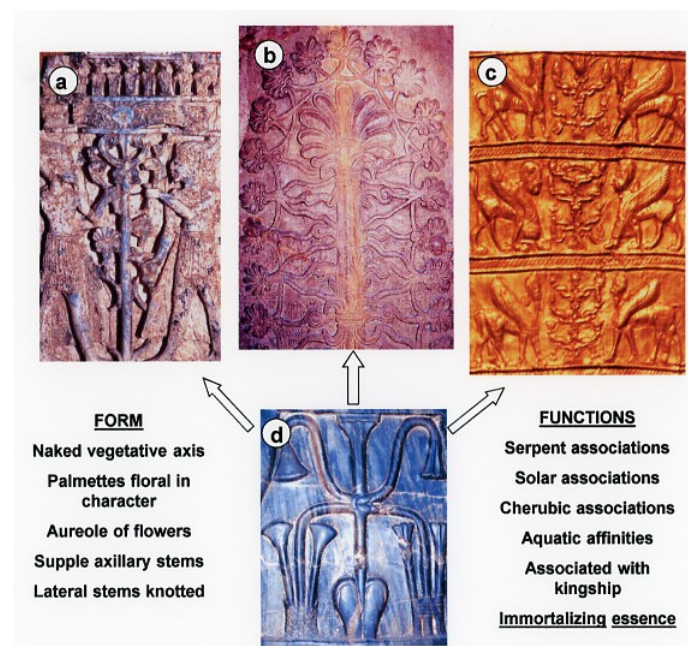 a
b
c
d
FORM
Naked vegetative axis
Palmettes floral in
character
Aureole of flowers
Supple axillary stems
Lateral stems knotted
FUNCTIONS
Serpent associations
Solar associations
Cherubic associations
Aquatic affinities
Associated with
kingship
Immortalizing essence